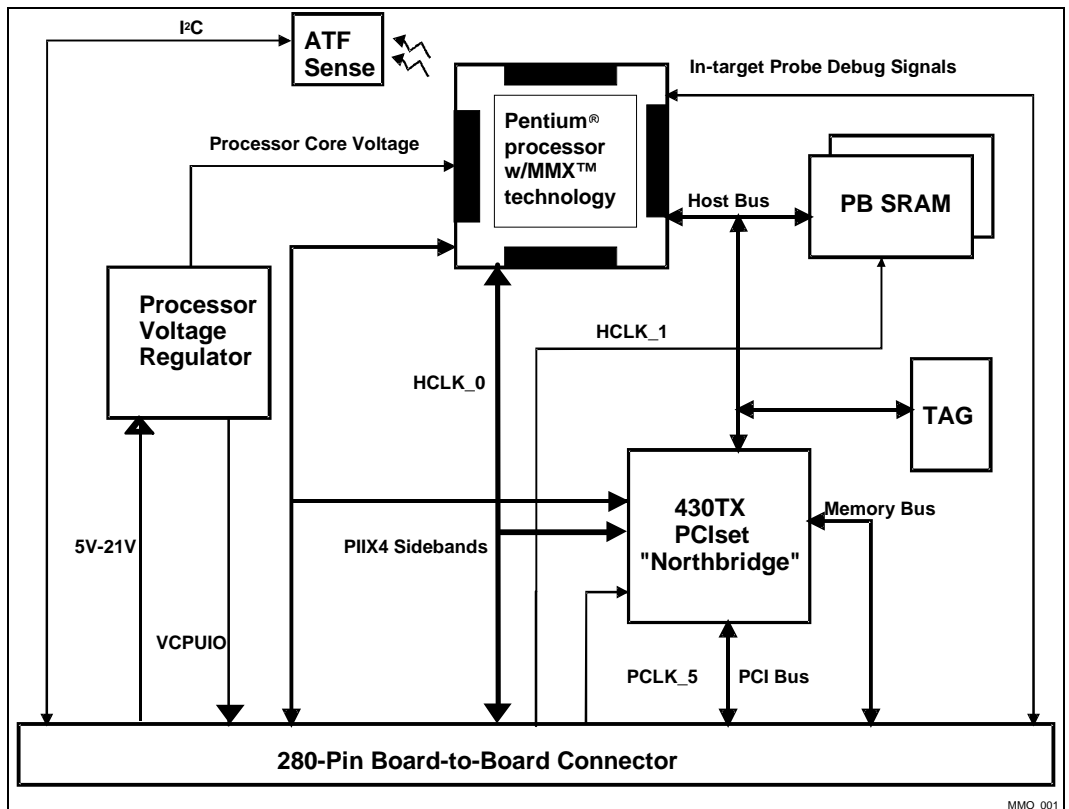 I²C
ATF
Sense
In-target Probe Debug Signals
Pentium®
processor
w/MMX™
technology
Processor Core Voltage
Host Bus
PB SRAM
Processor
Voltage
Regulator
HCLK_1
HCLK_0
TAG
430TX
PCIset
"Northbridge"
Memory Bus
5V-21V
PIIX4 Sidebands
VCPUIO
PCLK_5
PCI Bus
280-Pin Board-to-Board Connector
MMO_001